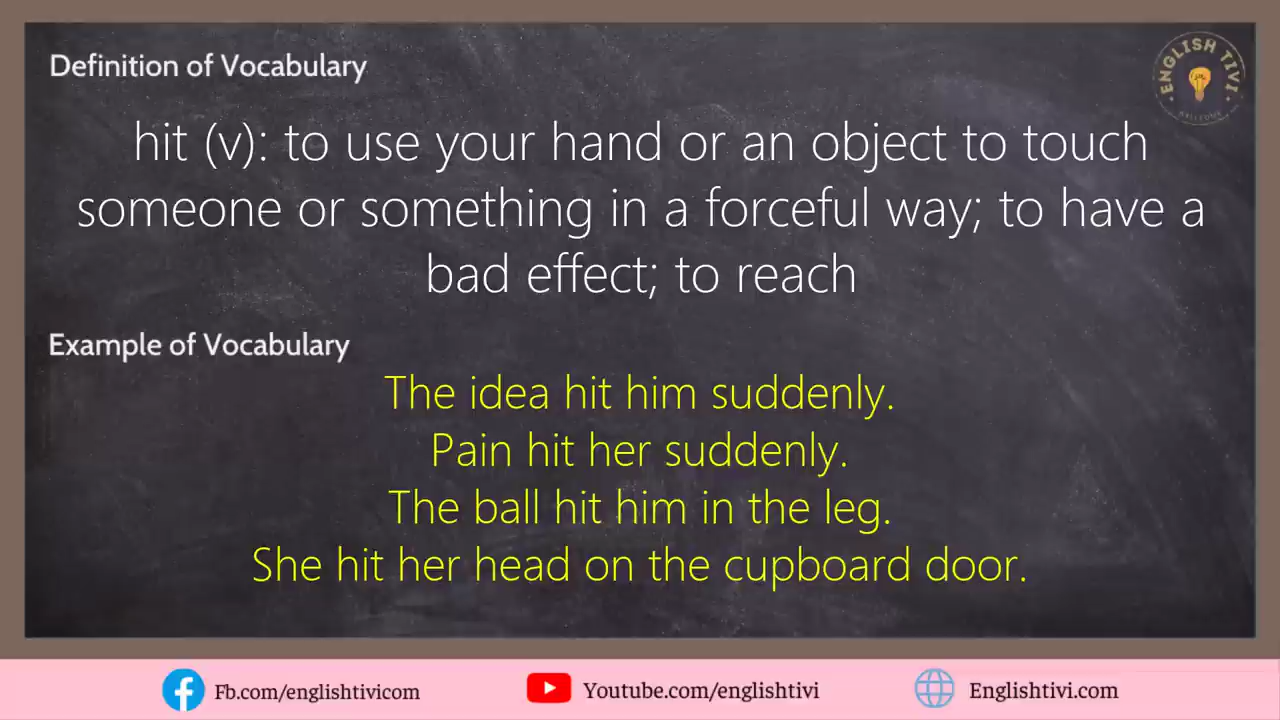 Definition of Vocabulary
ENGLISH TIVI
hit (v): to use your hand or an object to touch
someone or something in a forceful way; to have a
bad effect; to reach
Example of Vocabulary
The idea hit him suddenly.
Pain hit her suddenly.
The ball hit him in the leg.
She hit her head on the cupboard door.
Fb.com/englishtivicom
Youtube.com/englishtivi
Englishtivi.com